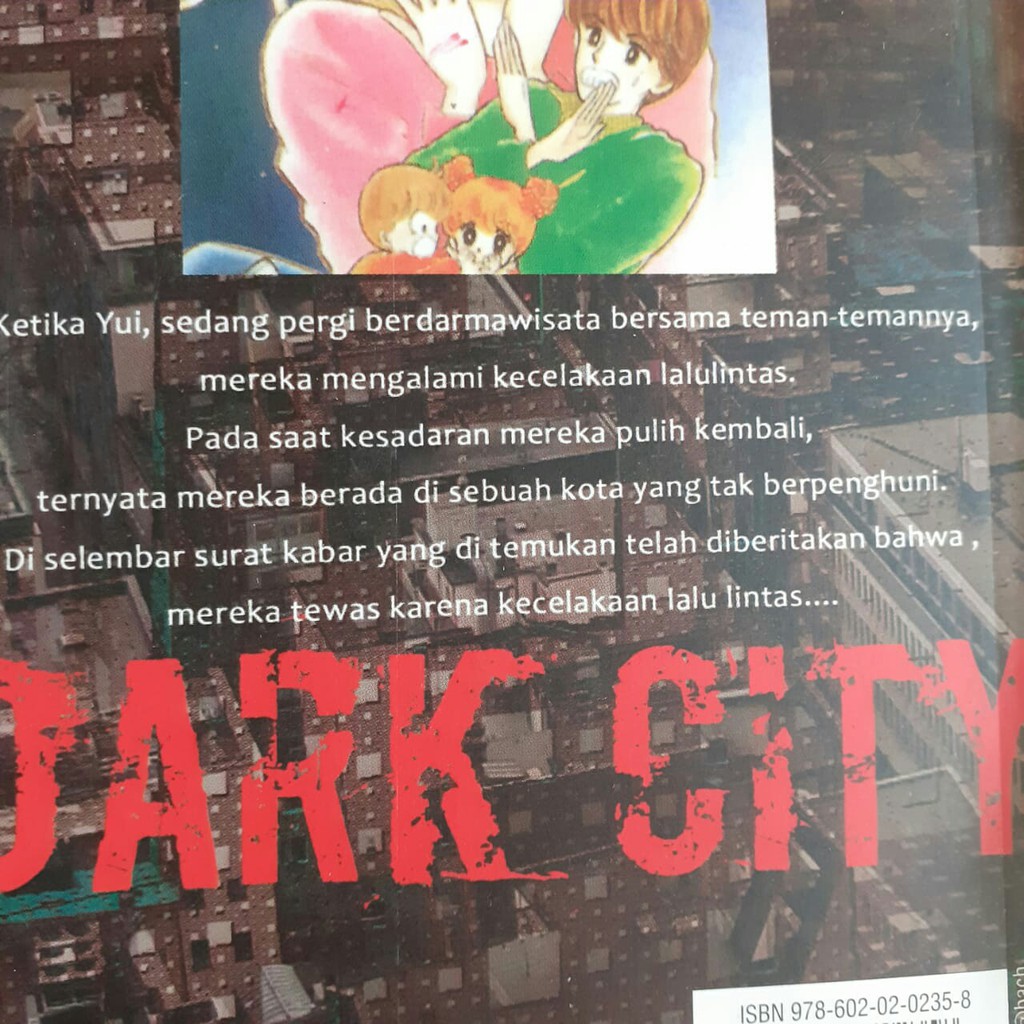 Ketika Yui, sedang pergi berdarmawisata bersama teman-temannya,
mereka mengalami kecelakaan lalulintas.
Pada saat kesadaran mereka pulih kembali,
ternyata mereka berada di sebuah kota yang tak berpenghuni.
Di selembar surat kabar yang di temukan telah diberitakan bahwa ,
mereka tewas karena kecelakaan lalu lintas....
DARK CiTY
ISBN 978-602-02-0235-8